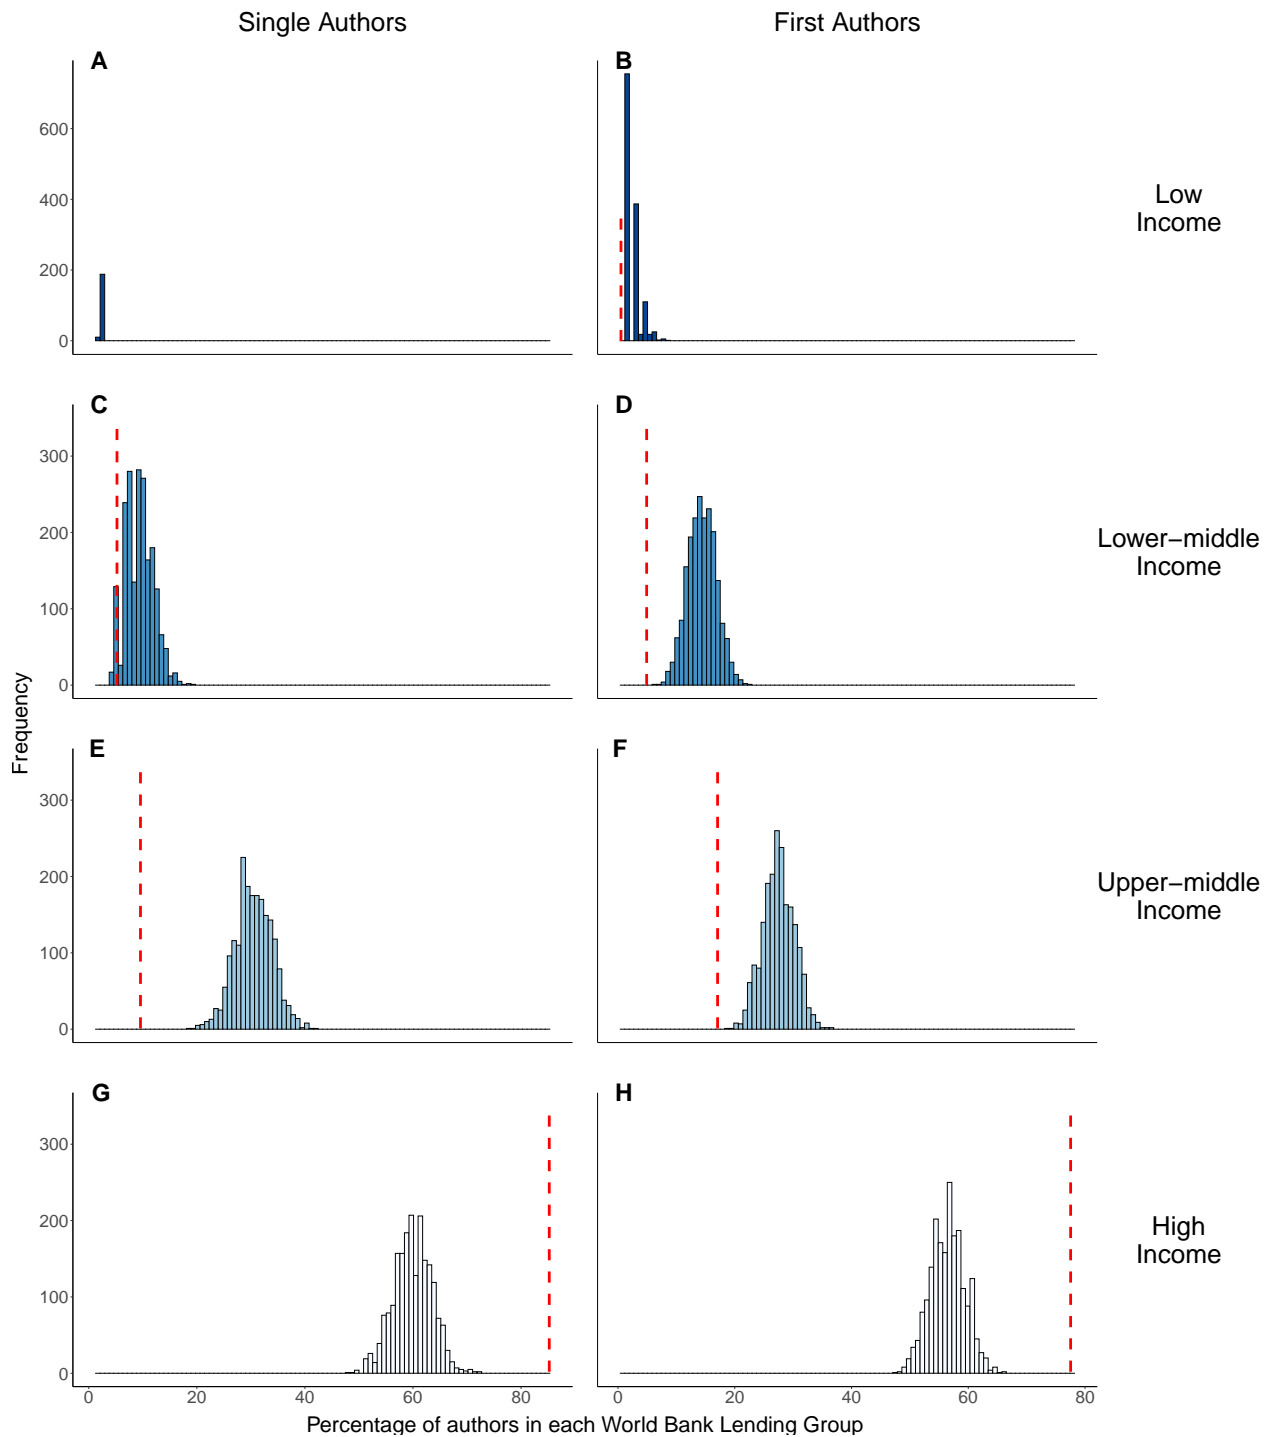 Single Authors
First Authors
A
B
600
400
200
0
Low
Income
C
D
300
200
100
0
Lower−middle
Income
Frequency
E
F
300
200
100
0
Upper−middle
Income
G
H
300
200
100
0
High
Income
0 20 40 60 80
0 20 40 60 80
Percentage of authors in each World Bank Lending Group